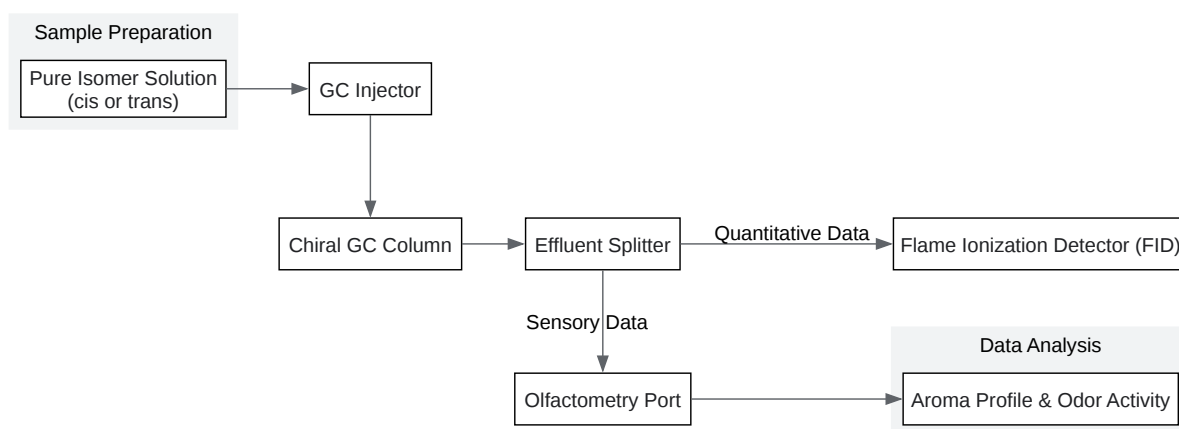 Sample Preparation
Pure Isomer Solution
(cis or trans)
GC Injector
Chiral GC Column
Effluent Splitter
Quantitative Data
Flame Ionization Detector (FID)
Sensory Data
Data Analysis
Olfactometry Port
Aroma Profile & Odor Activity